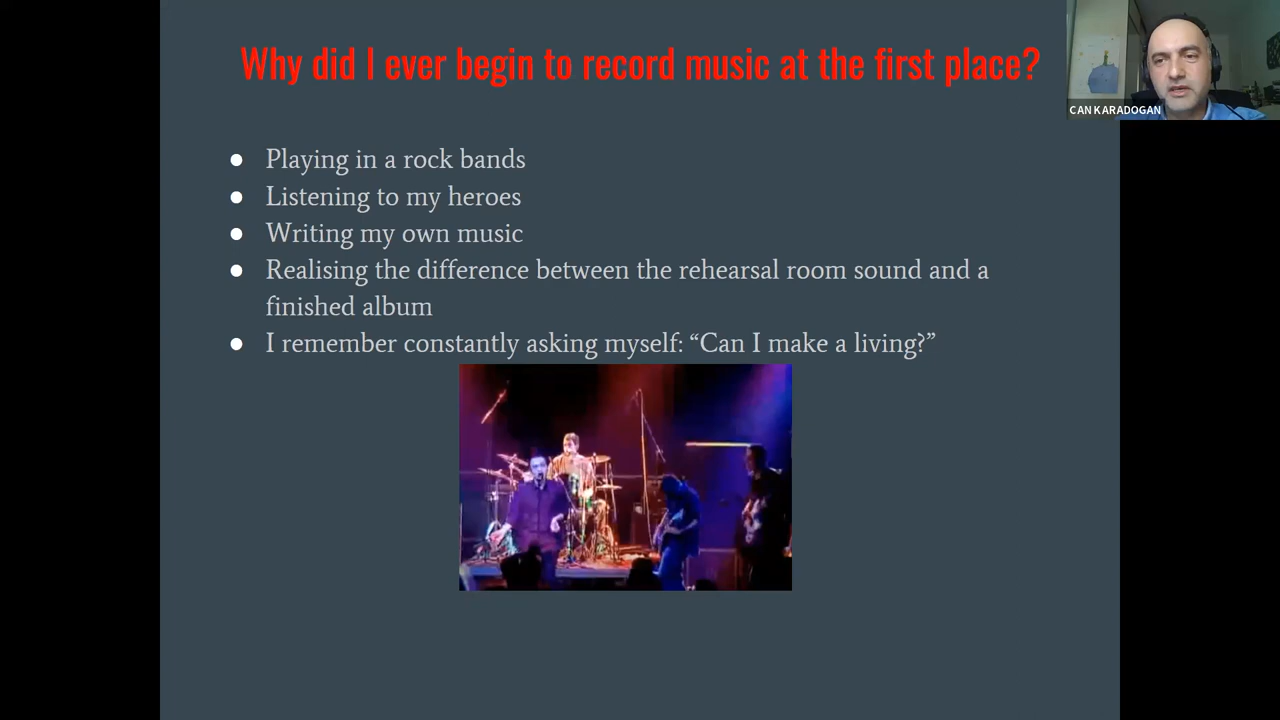 Why did I ever begin to record music at the first place?
CAN KARADOGAN
● Playing in a rock bands
● Listening to my heroes
● Writing my own music
● Realising the difference between the rehearsal room sound and a
finished album
● I remember constantly asking myself: “Can I make a living?”